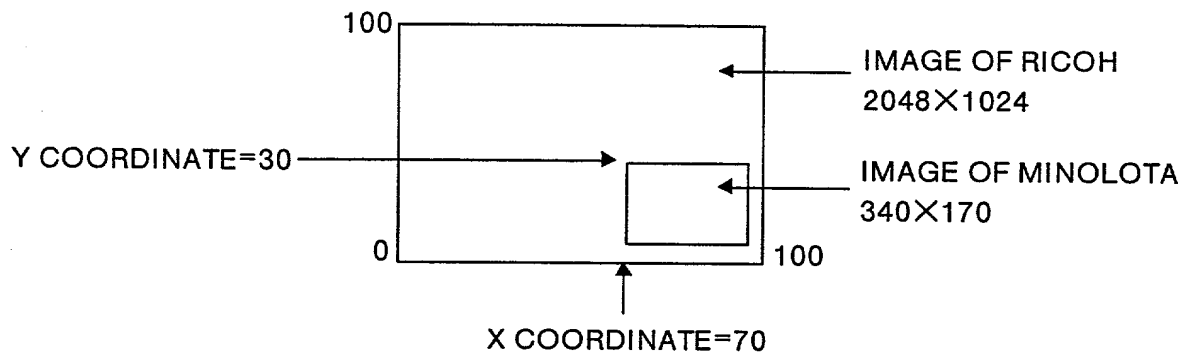 100
IMAGE OF RICOH
2048×1024
Y COORDINATE=30
IMAGE OF MINOLOTA
340×170
0
100
X COORDINATE=70